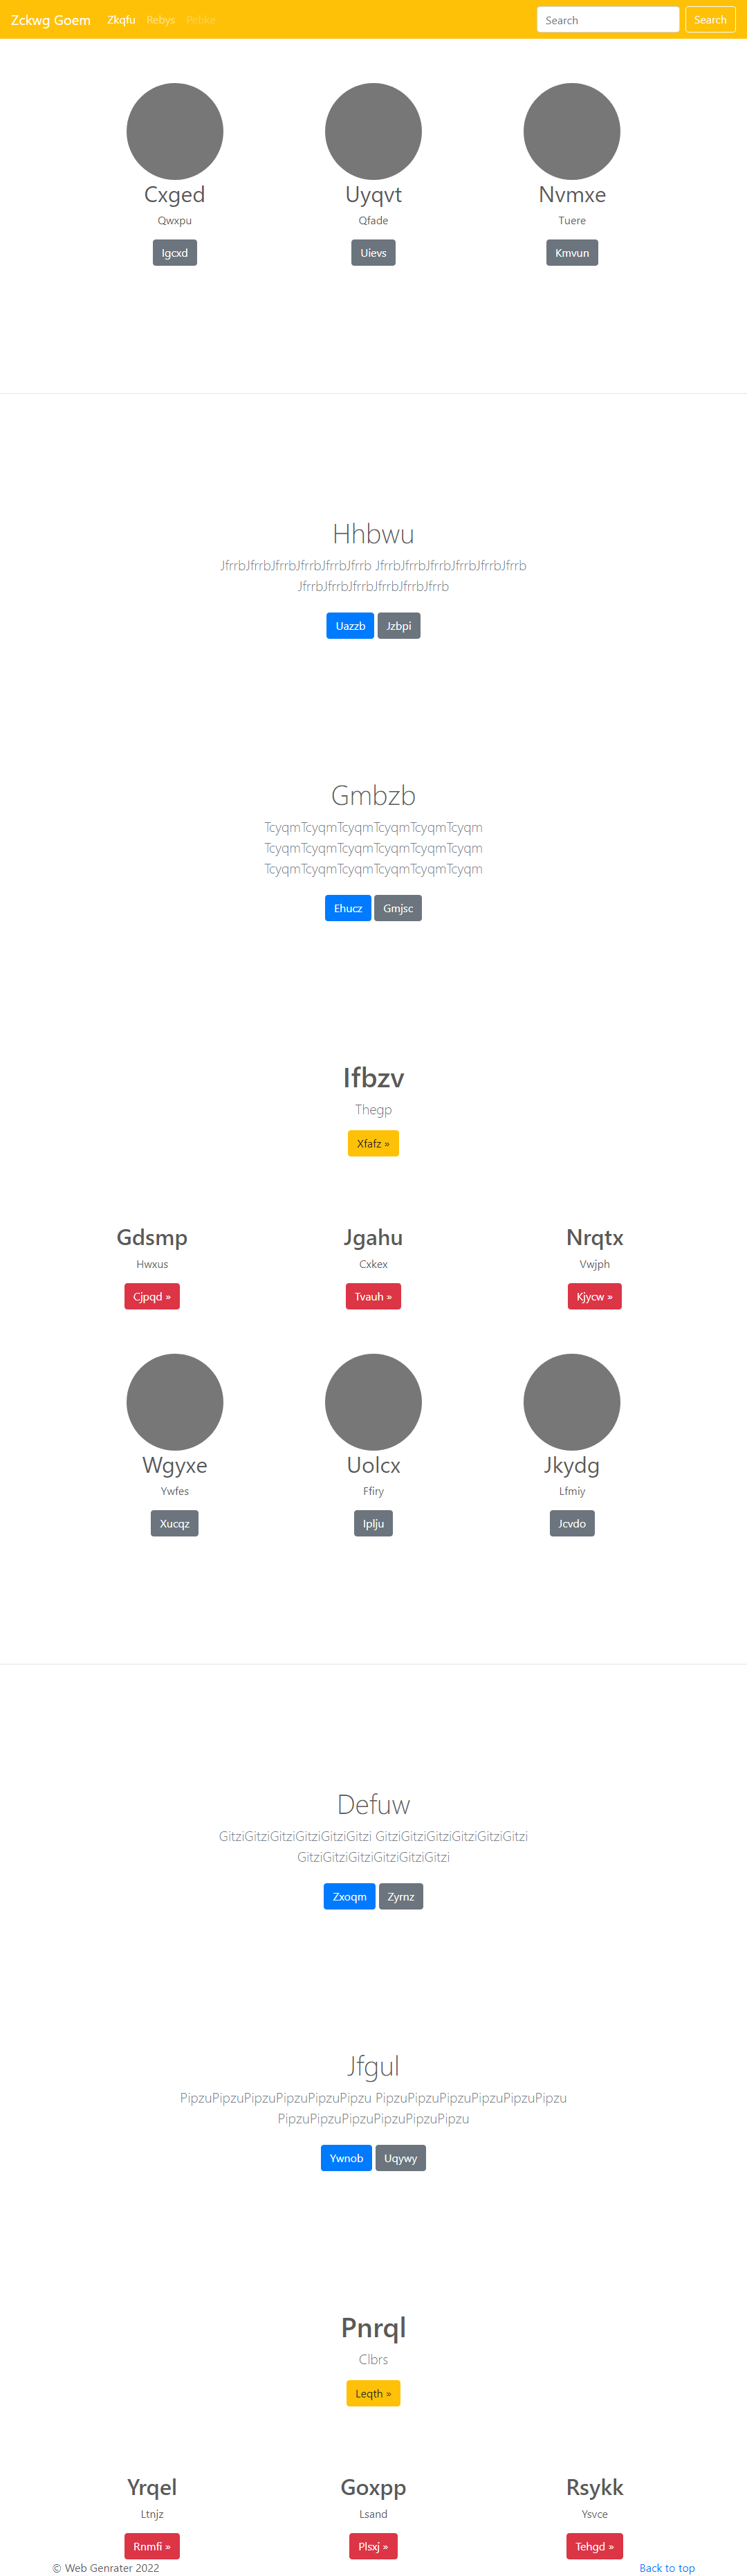 Zckwg Goem Zkqfu Rebys Pebke Search Search
Cxged Uyqvt Nvmxe
Qwxpu Qfade Tuere
Igcxd Uievs Kmvun
Hhbwu
JfrrbJfrrbJfrrbJfrrbJfrrbJfrrb JfrrbJfrrbJfrrbJfrrbJfrrbJfrrb
JfrrbJfrrbJfrrbJfrrbJfrrbJfrrb
Uazzb Jzbpi
Gmbzb
TcyqmTcyqmTcyqmTcyqmTcyqmTcyqm
TcyqmTcyqmTcyqmTcyqmTcyqmTcyqm
TcyqmTcyqmTcyqmTcyqmTcyqmTcyqm
Ehucz Gmjsc
Ifbzv
Thegp
Xfafz »
Gdsmp Jgahu Nrqtx
Hwxus Cxkex Vwjph
Cjpqd » Tvauh » Kjycw »
Wgyxe Uolcx Jkydg
Ywfes Ffiry Lfmiy
Xucqz Iplju Jcvdo
Defuw
GitziGitziGitziGitziGitziGitzi GitziGitziGitziGitziGitziGitzi
GitziGitziGitziGitziGitziGitzi
Zxoqm Zyrnz
Jfgul
PipzuPipzuPipzuPipzuPipzuPipzu PipzuPipzuPipzuPipzuPipzuPipzu
PipzuPipzuPipzuPipzuPipzuPipzu
Ywnob Uqywy
Pnrql
Clbrs
Leqth »
Yrqel Goxpp Rsykk
Ltnjz Lsand Ysvce
Rnmfi » Plsxj » Tehgd »
© Web Genrater 2022 Back to top